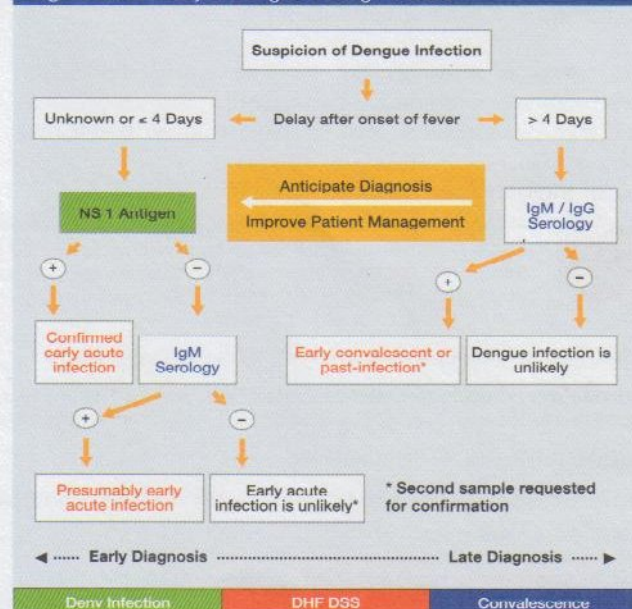 Suspicion of Dengue Infection
Unknown or ≤ 4 Days
Delay after onset of fever
> 4 Days
Anticipate Diagnosis
Improve Patient Management
NS 1 Antigen
IgM / IgG
Serology
+
−
+
−
Confirmed
early acute
infection
IgM
Serology
Early convalescent or
past-infection*
Dengue infection is
unlikely
+
−
Presumably early
acute infection
Early acute
infection is unlikely*
* Second sample requested
for confirmation
Early Diagnosis
Late Diagnosis
Denv Infection
DHF DSS
Convalescence